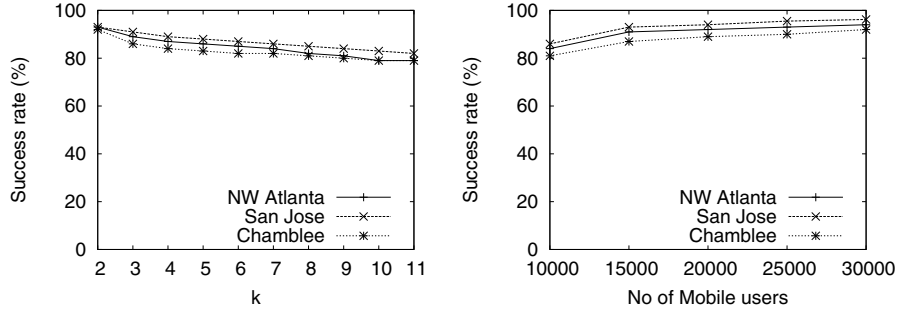 Success rate (%)
100
80
60
40
20
0
NW Atlanta
San Jose
Chamblee
2 3 4 5 6 7 8 9 10 11
k
Success rate (%)
100
80
60
40
20
0
NW Atlanta
San Jose
Chamblee
10000 15000 20000 25000 30000
No of Mobile users